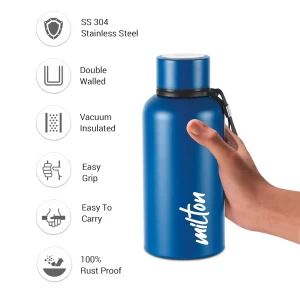 SS 304
Stainless Steel
Double
Walled
Vacuum
Insulated
Easy
Grip
Easy To
Carry
100%
Rust Proof
milton